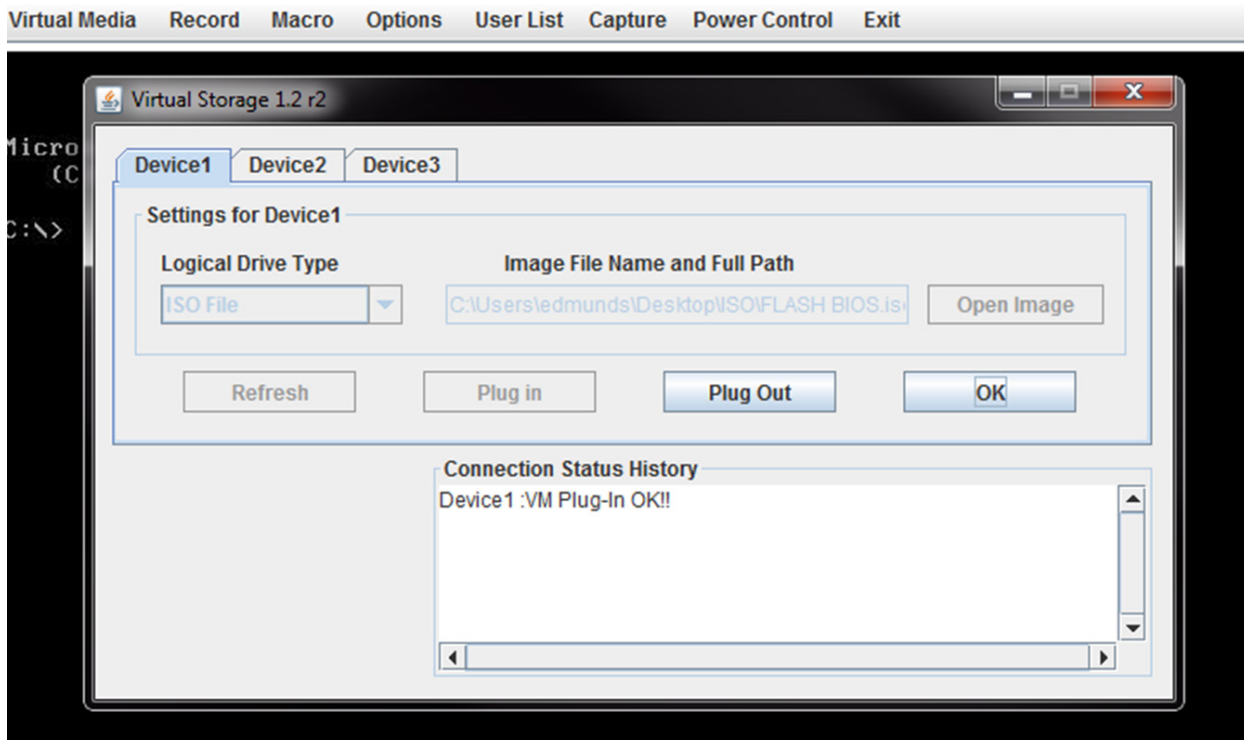 Virtual Media Record Macro Options User List Capture Power Control Exit
Virtual Storage 1.2 r2
Micro
(C
C:\>
Device1 Device2 Device3
Settings for Device1
Logical Drive Type Image File Name and Full Path
ISO File C:\Users\edmunds\Desktop\ISO\FLASH BIOS.is Open Image
Refresh Plug in Plug Out OK
Connection Status History
Device1 :VM Plug-In OK!!